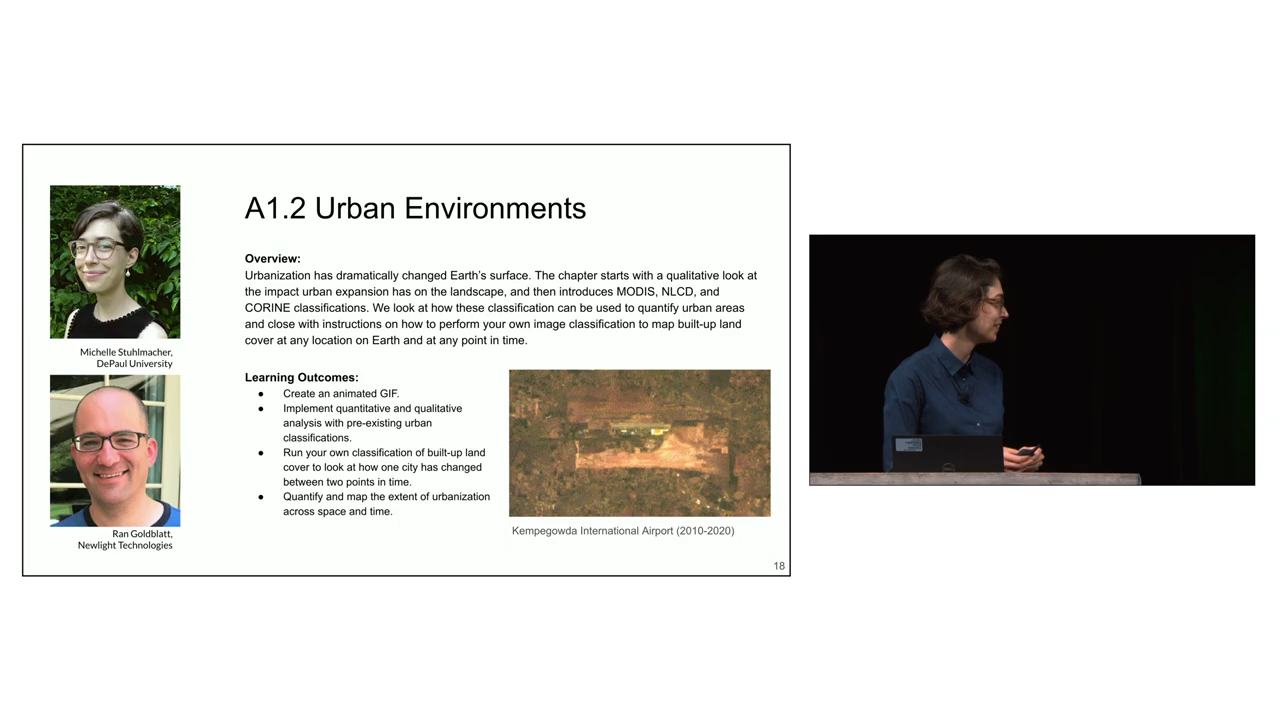 A1.2 Urban Environments
Overview:
Urbanization has dramatically changed Earth's surface. The chapter starts with a qualitative look at
the impact urban expansion has on the landscape, and then introduces MODIS, NLCD, and
CORINE classifications. We look at how these classification can be used to quantify urban areas
and close with instructions on how to perform your own image classification to map built-up land
cover at any location on Earth and at any point in time.
Michelle Stuhlmacher,
DePaul University
Learning Outcomes:
● Create an animated GIF.
● Implement quantitative and qualitative
analysis with pre-existing urban
classifications.
● Run your own classification of built-up land
cover to look at how one city has changed
between two points in time.
● Quantify and map the extent of urbanization
across space and time.
Kempegowda International Airport (2010-2020)
Ran Goldblatt,
Newlight Technologies
18